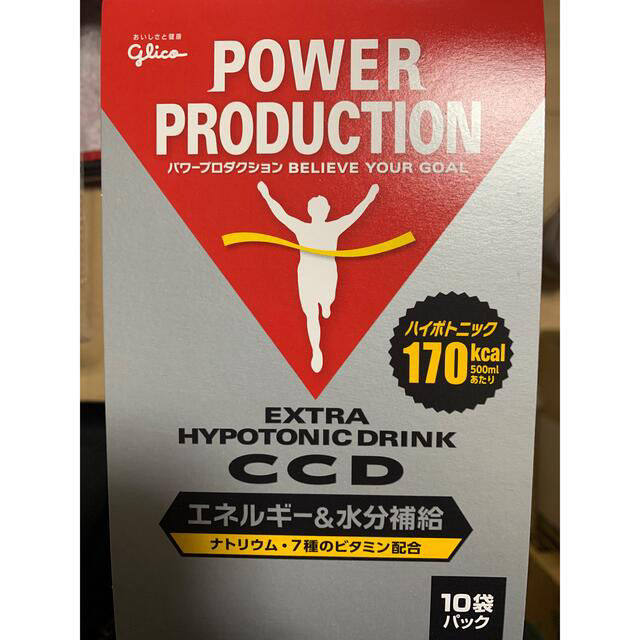 おいしさと健康
Glico
POWER
PRODUCTION
パワープロダクション BELIEVE YOUR GOAL
ハイポトニック
170kcal
500ml
あたり
EXTRA
HYPOTONIC DRINK
CCD
エネルギー&水分補給
ナトリウム・7種のビタミン配合
10袋
パック